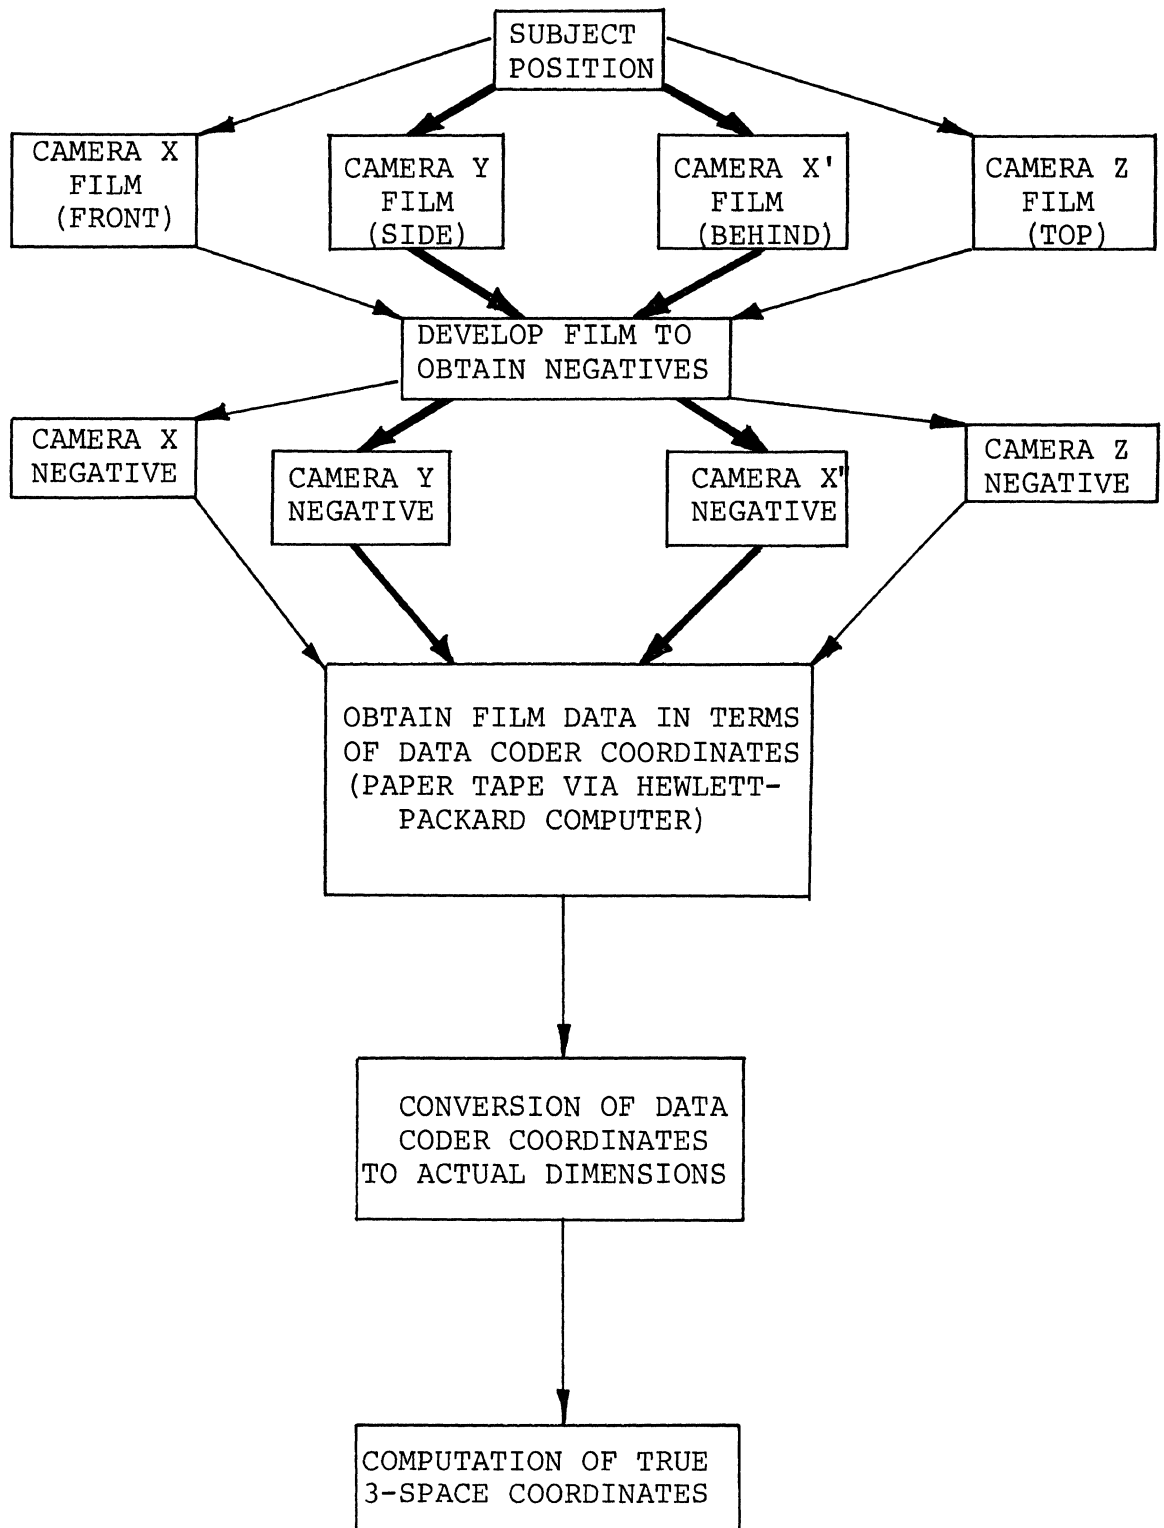 SUBJECT
POSITION
CAMERA X
FILM
(FRONT)
CAMERA Y
FILM
(SIDE)
CAMERA X'
FILM
(BEHIND)
CAMERA Z
FILM
(TOP)
DEVELOP FILM TO
OBTAIN NEGATIVES
CAMERA X
NEGATIVE
CAMERA Y
NEGATIVE
CAMERA X'
NEGATIVE
CAMERA Z
NEGATIVE
OBTAIN FILM DATA IN TERMS
OF DATA CODER COORDINATES
(PAPER TAPE VIA HEWLETT-
PACKARD COMPUTER)
CONVERSION OF DATA
CODER COORDINATES
TO ACTUAL DIMENSIONS
COMPUTATION OF TRUE
3-SPACE COORDINATES